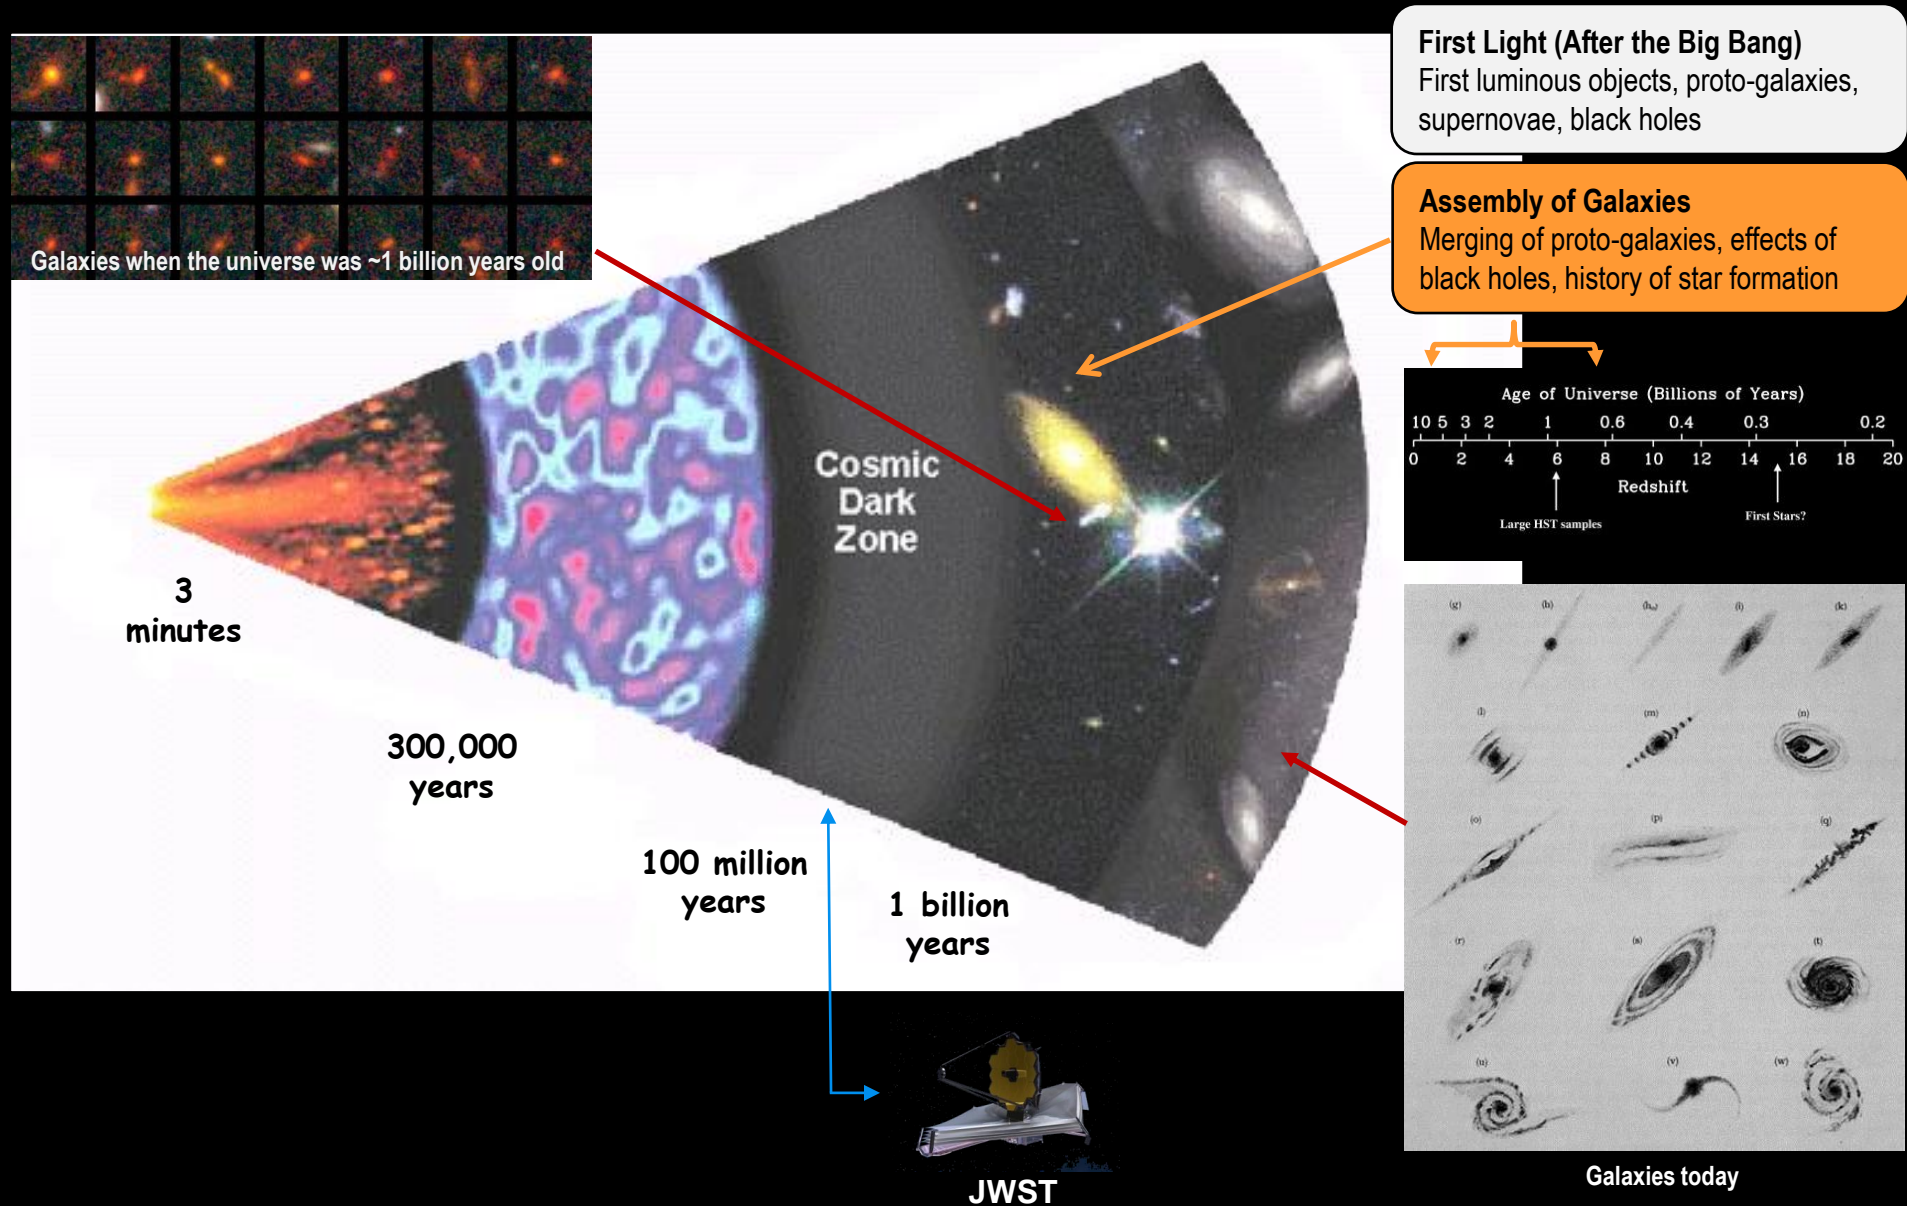 First Light (After the Big Bang)
First luminous objects, proto-galaxies,
supernovae, black holes
Assembly of Galaxies
Merging of proto-galaxies, effects of
black holes, history of star formation
Galaxies when the universe was ~1 billion years old
Cosmic
Dark
Zone
3
minutes
300,000
years
100 million
years
1 billion
years
JWST
Age of Universe (Billions of Years)
10 5 3 2 1 0.6 0.4 0.3 0.2
0 2 4 6 8 10 12 14 16 18 20
Redshift
Large HST samples
First Stars?
(g) (h) (i) (k)
(l) (m) (n)
(o) (p) (q)
(r) (s) (t)
(u) (v) (w)
Galaxies today